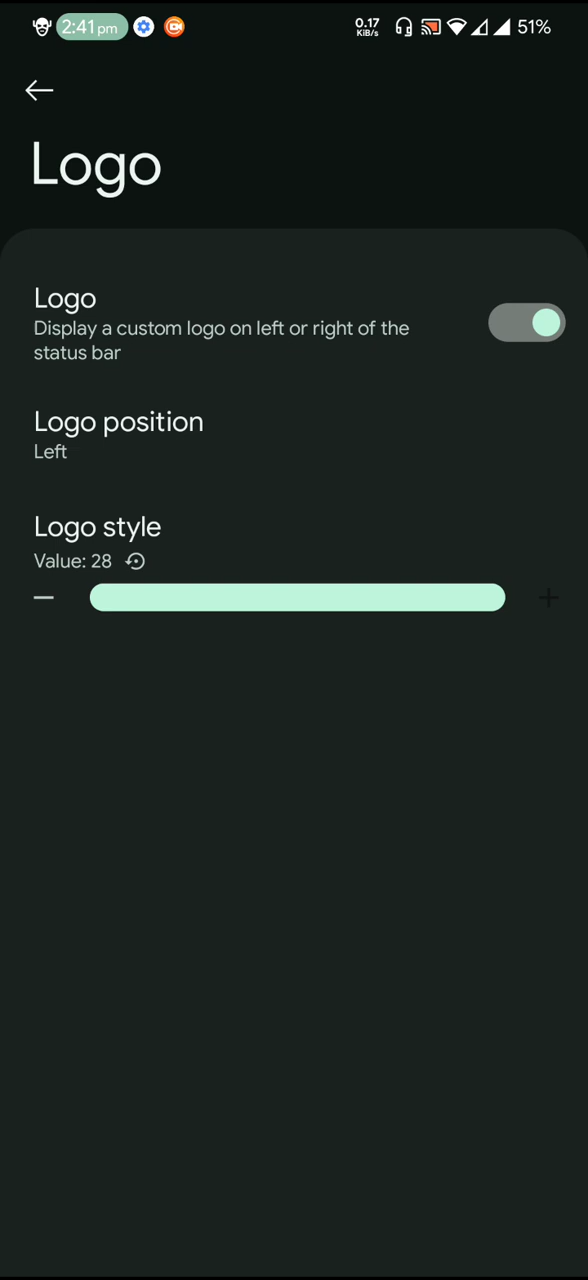 2:41 pm
0.17
KiB/s
51%
Logo
Logo
Display a custom logo on left or right of the
status bar
Logo position
Left
Logo style
Value: 28